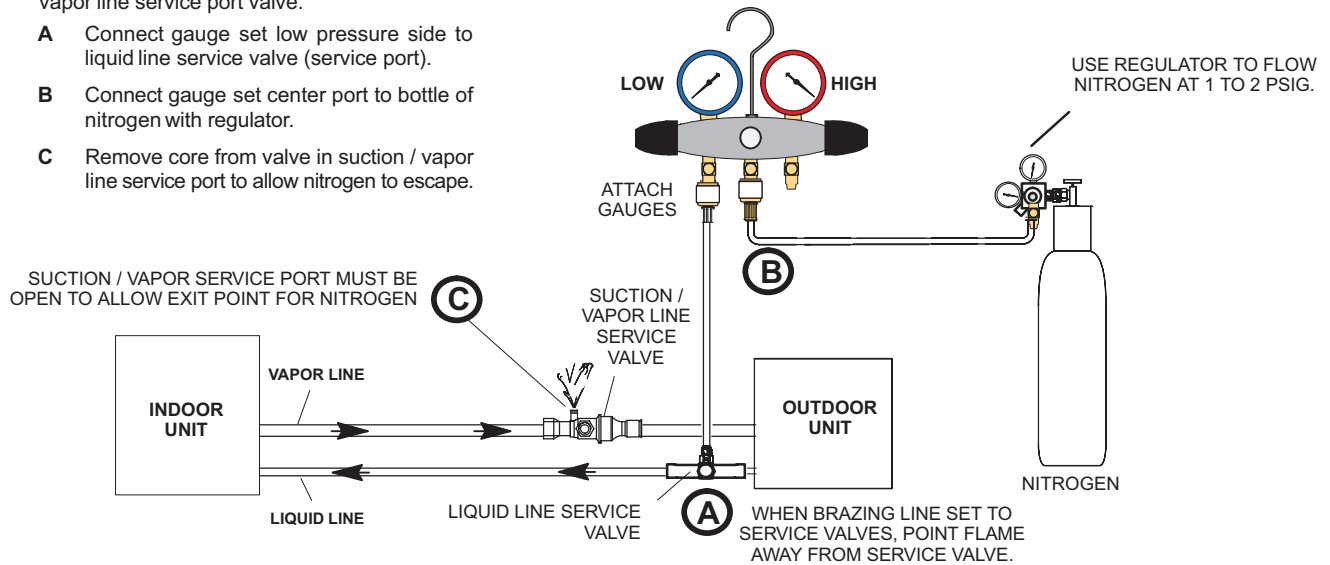 vapor line service port valve.
A Connect gauge set low pressure side to
liquid line service valve (service port).
B Connect gauge set center port to bottle of
nitrogen with regulator.
C Remove core from valve in suction / vapor
line service port to allow nitrogen to escape.
LOW
HIGH
USE REGULATOR TO FLOW
NITROGEN AT 1 TO 2 PSIG.
ATTACH
GAUGES
B
SUCTION / VAPOR SERVICE PORT MUST BE
OPEN TO ALLOW EXIT POINT FOR NITROGEN
C
SUCTION /
VAPOR LINE
SERVICE
VALVE
VAPOR LINE
INDOOR
UNIT
OUTDOOR
UNIT
NITROGEN
LIQUID LINE
LIQUID LINE SERVICE
VALVE
A
WHEN BRAZING LINE SET TO
SERVICE VALVES, POINT FLAME
AWAY FROM SERVICE VALVE.